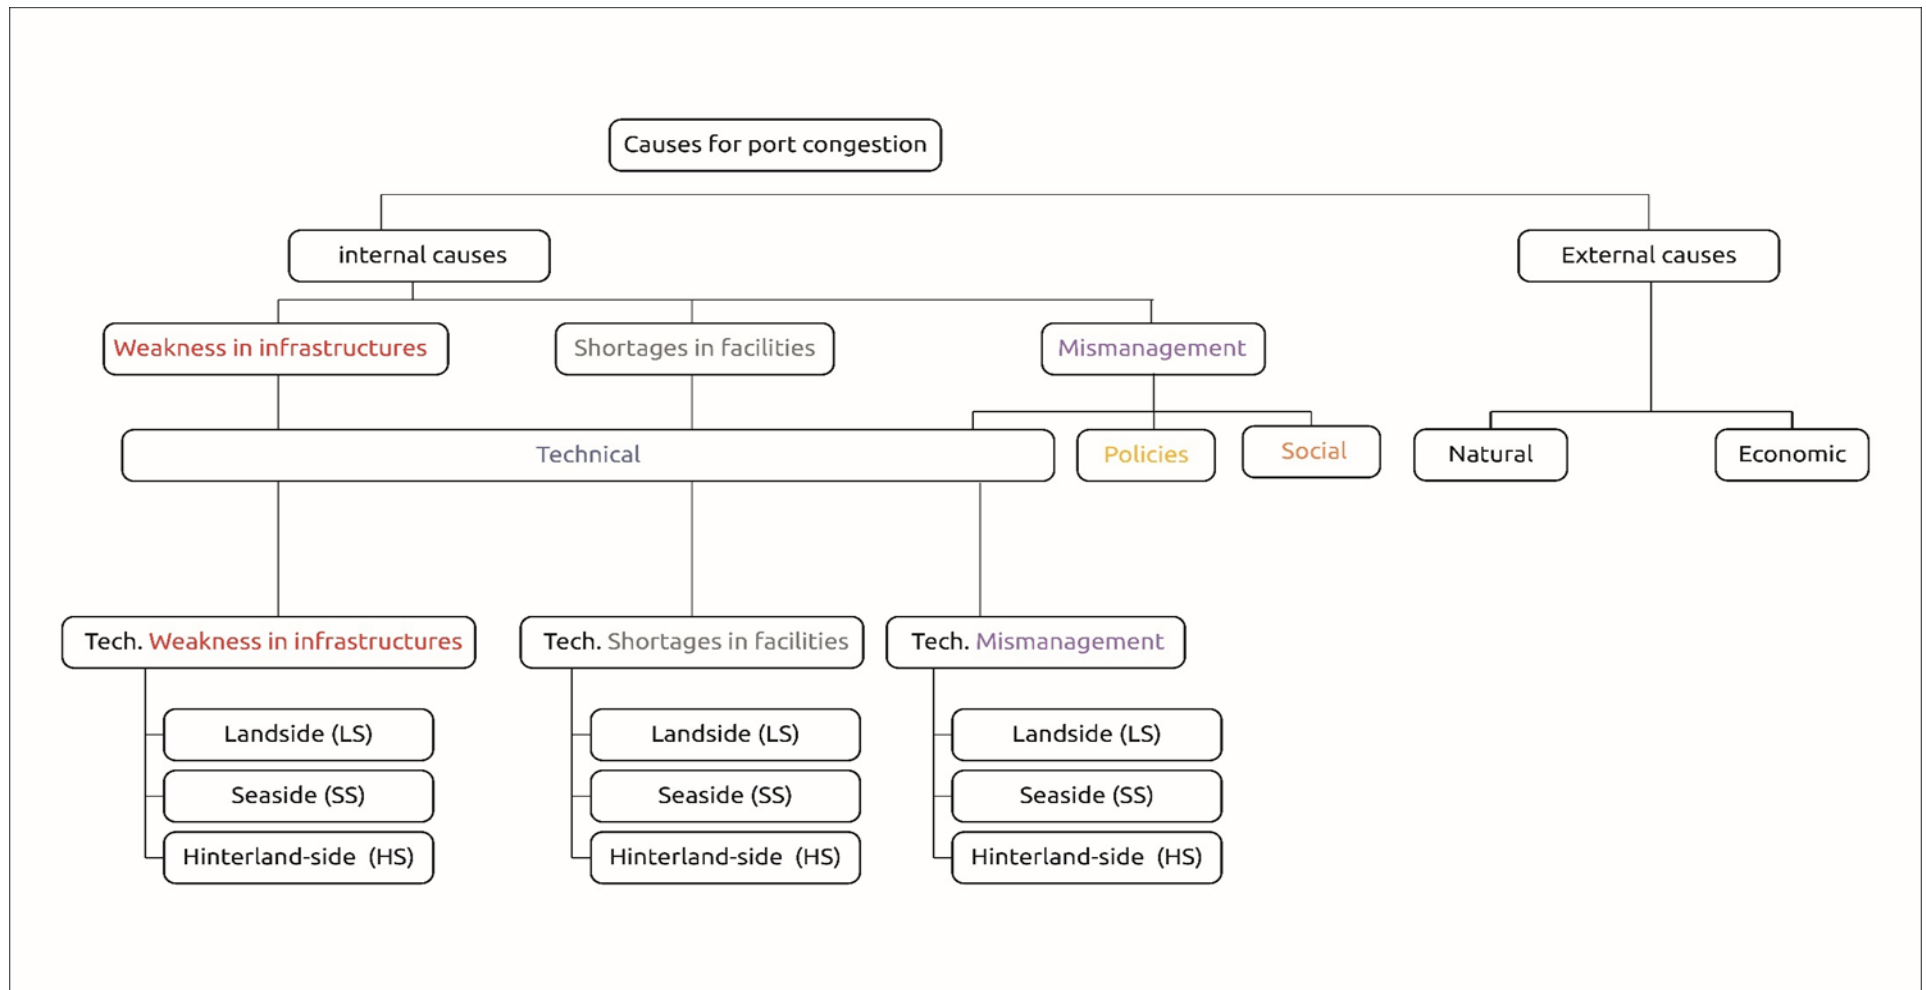 Causes for port congestion
internal causes
External causes
Weakness in infrastructures
Shortages in facilities
Mismanagement
Technical
Policies
Social
Natural
Economic
Tech. Weakness in infrastructures
Tech. Shortages in facilities
Tech. Mismanagement
Landside (LS)
Landside (LS)
Landside (LS)
Seaside (SS)
Seaside (SS)
Seaside (SS)
Hinterland-side (HS)
Hinterland-side (HS)
Hinterland-side (HS)